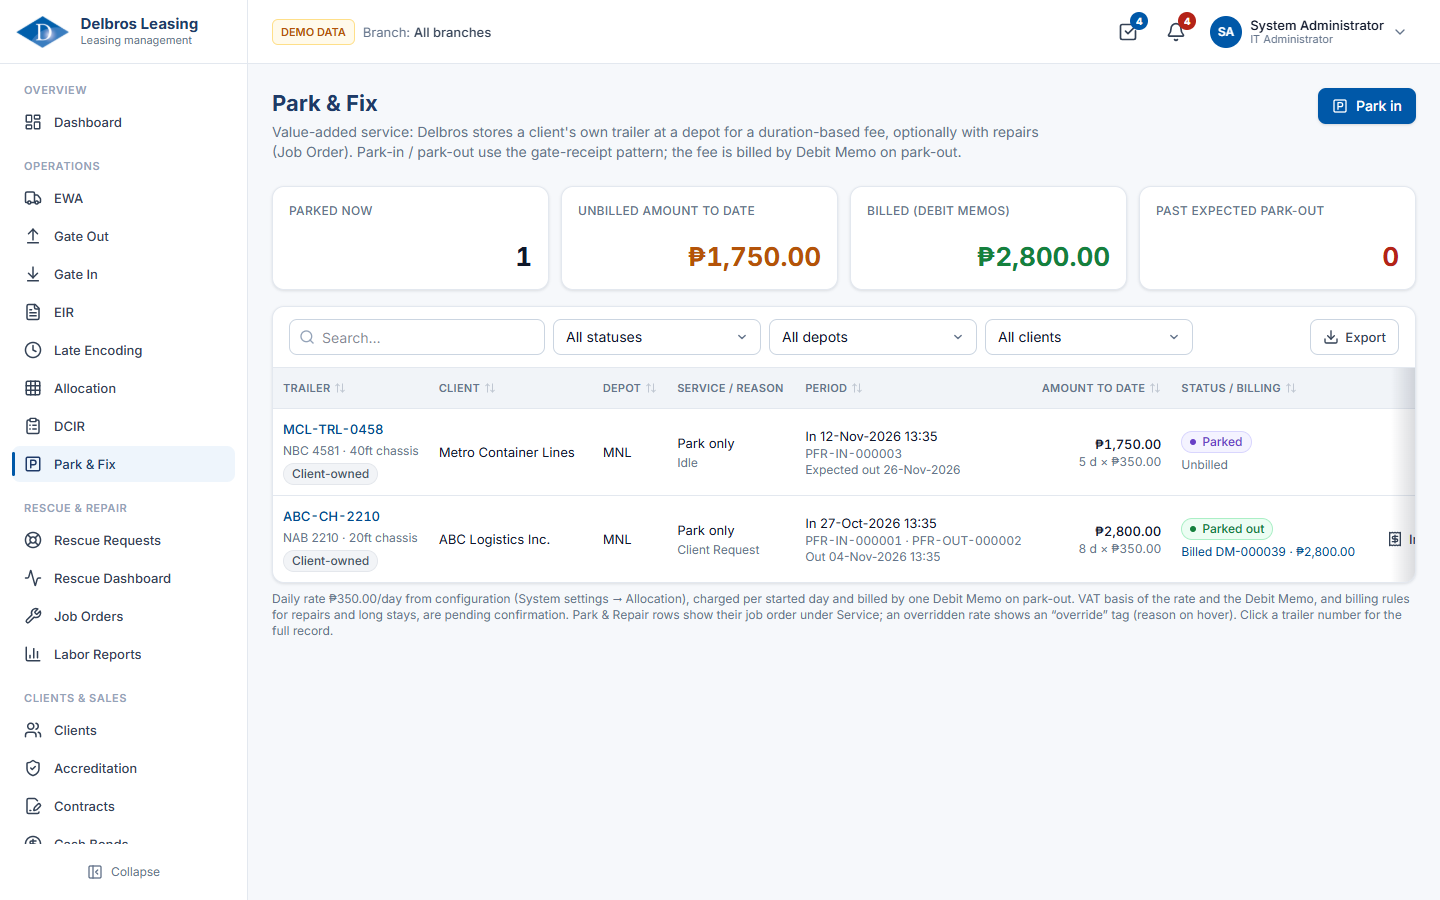 Delbros Leasing
Leasing management
DEMO DATA
Branch: All branches
4
4
SA
System Administrator
IT Administrator
OVERVIEW
Dashboard
OPERATIONS
EWA
Gate Out
Gate In
EIR
Late Encoding
Allocation
DCIR
Park & Fix
RESCUE & REPAIR
Rescue Requests
Rescue Dashboard
Job Orders
Labor Reports
CLIENTS & SALES
Clients
Accreditation
Contracts
Cash Bonds
Collapse
Park & Fix
Park in
Value-added service: Delbros stores a client's own trailer at a depot for a duration-based fee, optionally with repairs
(Job Order). Park-in / park-out use the gate-receipt pattern; the fee is billed by Debit Memo on park-out.
PARKED NOW
1
UNBILLED AMOUNT TO DATE
₱1,750.00
BILLED (DEBIT MEMOS)
₱2,800.00
PAST EXPECTED PARK-OUT
0
Search...
All statuses
All depots
All clients
Export
TRAILER CLIENT DEPOT SERVICE / REASON PERIOD AMOUNT TO DATE STATUS / BILLING
MCL-TRL-0458
NBC 4581 · 40ft chassis
Client-owned
Metro Container Lines
MNL
Park only
Idle
In 12-Nov-2026 13:35
PFR-IN-000003
Expected out 26-Nov-2026
₱1,750.00
5 d × ₱350.00
Parked
Unbilled
ABC-CH-2210
NAB 2210 · 20ft chassis
Client-owned
ABC Logistics Inc.
MNL
Park only
Client Request
In 27-Oct-2026 13:35
PFR-IN-000001 · PFR-OUT-000002
Out 04-Nov-2026 13:35
₱2,800.00
8 d × ₱350.00
Parked out
Billed DM-000039 · ₱2,800.00
Daily rate ₱350.00/day from configuration (System settings → Allocation), charged per started day and billed by one Debit Memo on park-out. VAT basis of the rate and the Debit Memo, and billing rules
for repairs and long stays, are pending confirmation. Park & Repair rows show their job order under Service; an overridden rate shows an “override” tag (reason on hover). Click a trailer number for the
full record.